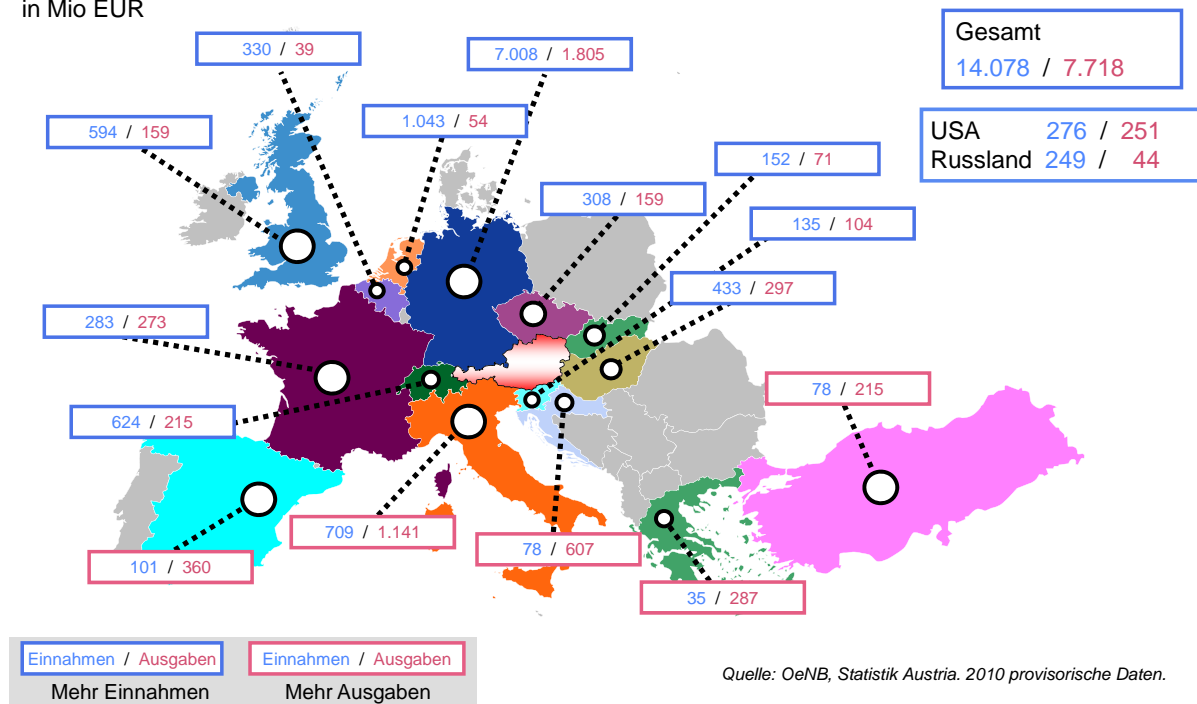 in Mio EUR
Gesamt
14.078 / 7.718
330 / 39
7.008 / 1.805
USA 276 / 251
Russland 249 / 44
594 / 159
1.043 / 54
152 / 71
308 / 159
135 / 104
433 / 297
283 / 273
78 / 215
624 / 215
709 / 1.141
78 / 607
101 / 360
35 / 287
Einnahmen / Ausgaben
Mehr Einnahmen
Einnahmen / Ausgaben
Mehr Ausgaben
Quelle: OeNB, Statistik Austria. 2010 provisorische Daten.